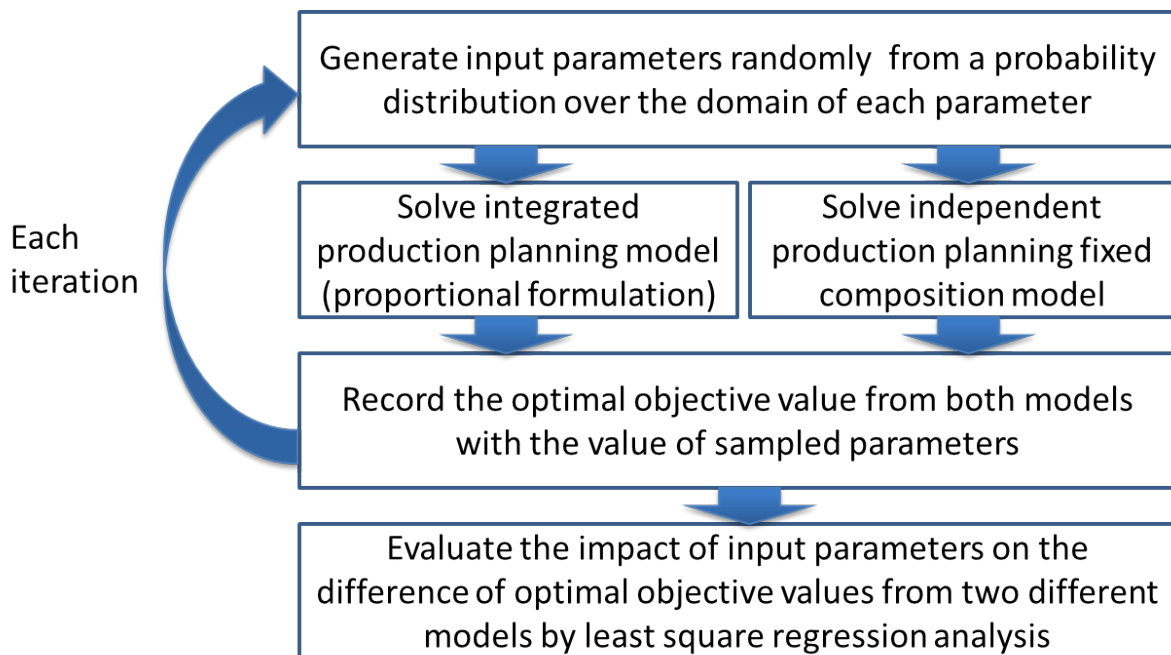 Generate input parameters randomly from a probability
distribution over the domain of each parameter
Each
iteration
Solve integrated
production planning model
(proportional formulation)
Solve independent
production planning fixed
composition model
Record the optimal objective value from both models
with the value of sampled parameters
Evaluate the impact of input parameters on the
difference of optimal objective values from two different
models by least square regression analysis